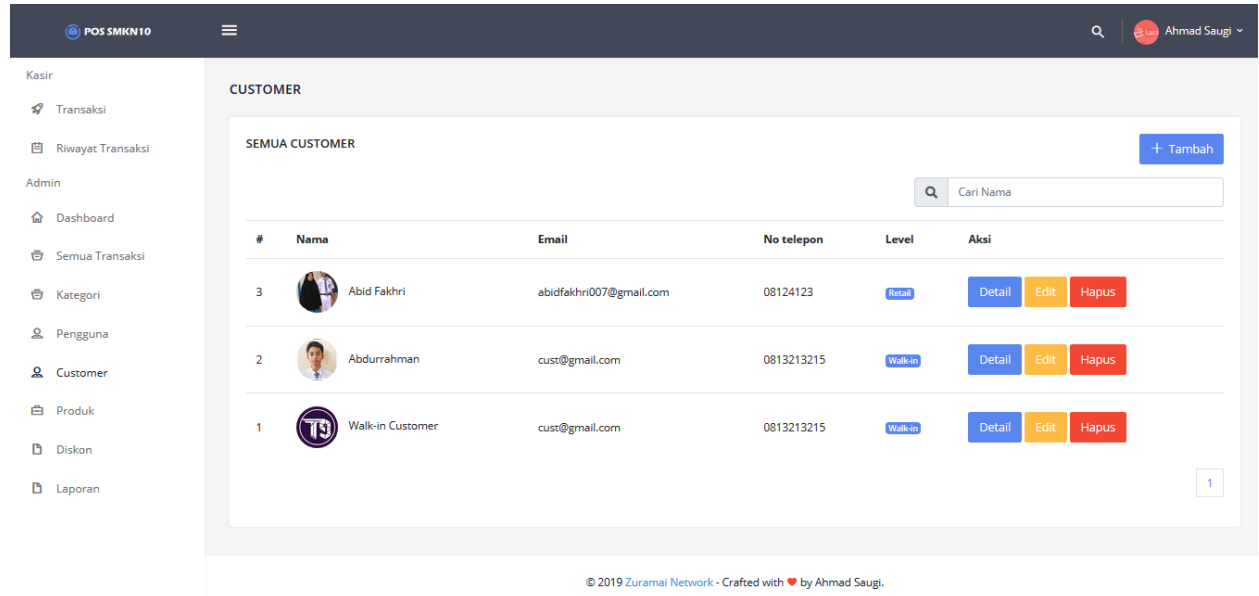 POS SMKN10
Ahmad Saugi
Kasir
Transaksi
Riwayat Transaksi
Admin
Dashboard
Semua Transaksi
Kategori
Pengguna
Customer
Produk
Diskon
Laporan
CUSTOMER
SEMUA CUSTOMER
+ Tambah
Cari Nama
# Nama Email No telepon Level Aksi
3 Abid Fakhri abidfakhri007@gmail.com 08124123 Retail Detail Edit Hapus
2 Abdurrahman cust@gmail.com 0813213215 Walk-in Detail Edit Hapus
1 Walk-in Customer cust@gmail.com 0813213215 Walk-in Detail Edit Hapus
1
© 2019 Zuramai Network - Crafted with ❤ by Ahmad Saugi.